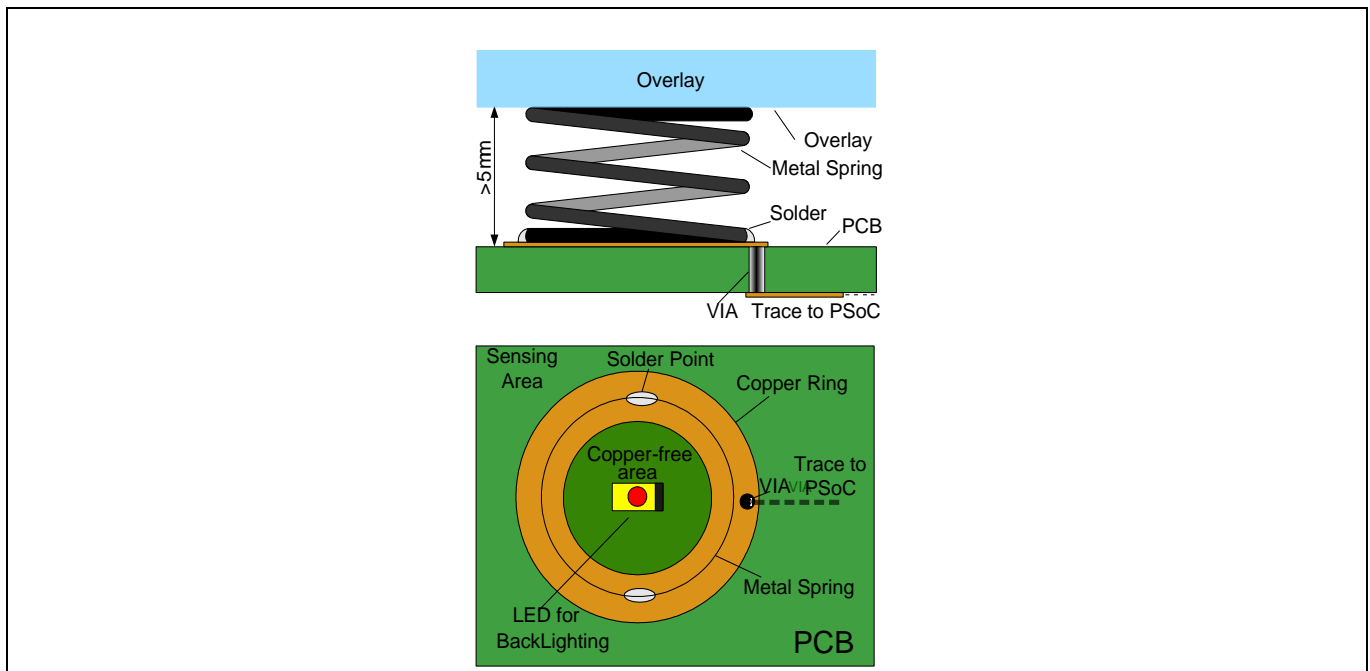 Overlay
Overlay
Metal Spring
>5mm
Solder
PCB
VIA
Trace to PSoC
Sensing
Area
Solder Point
Copper Ring
Copper-free
area
Trace to
VIA
VIA
PSoC
Metal Spring
LED for
BackLighting
PCB